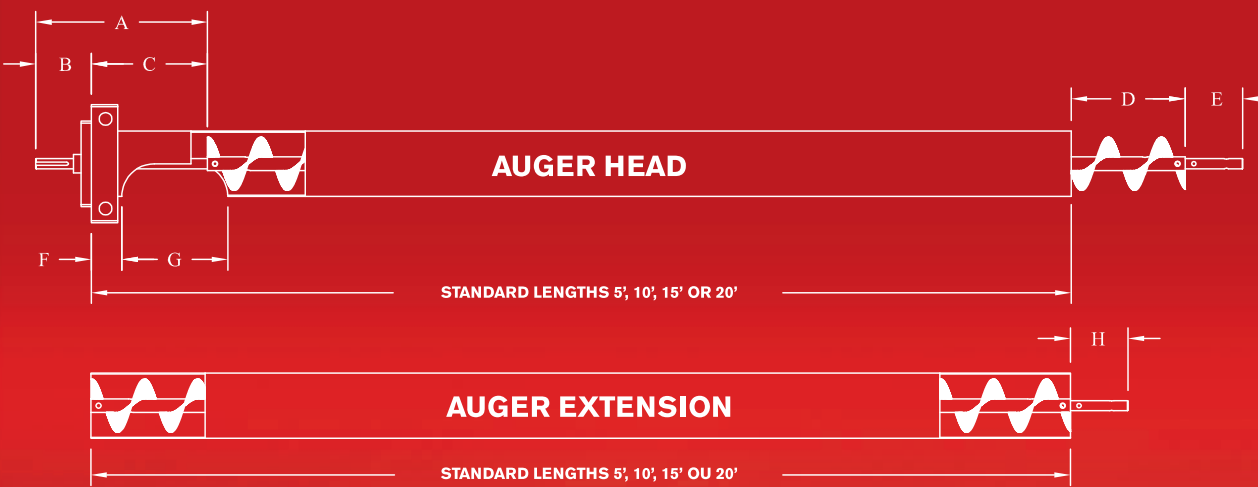 A
B C
D E
AUGER HEAD
F G
STANDARD LENGTHS 5', 10', 15' OR 20'
H
AUGER EXTENSION
STANDARD LENGTHS 5', 10', 15' OU 20'